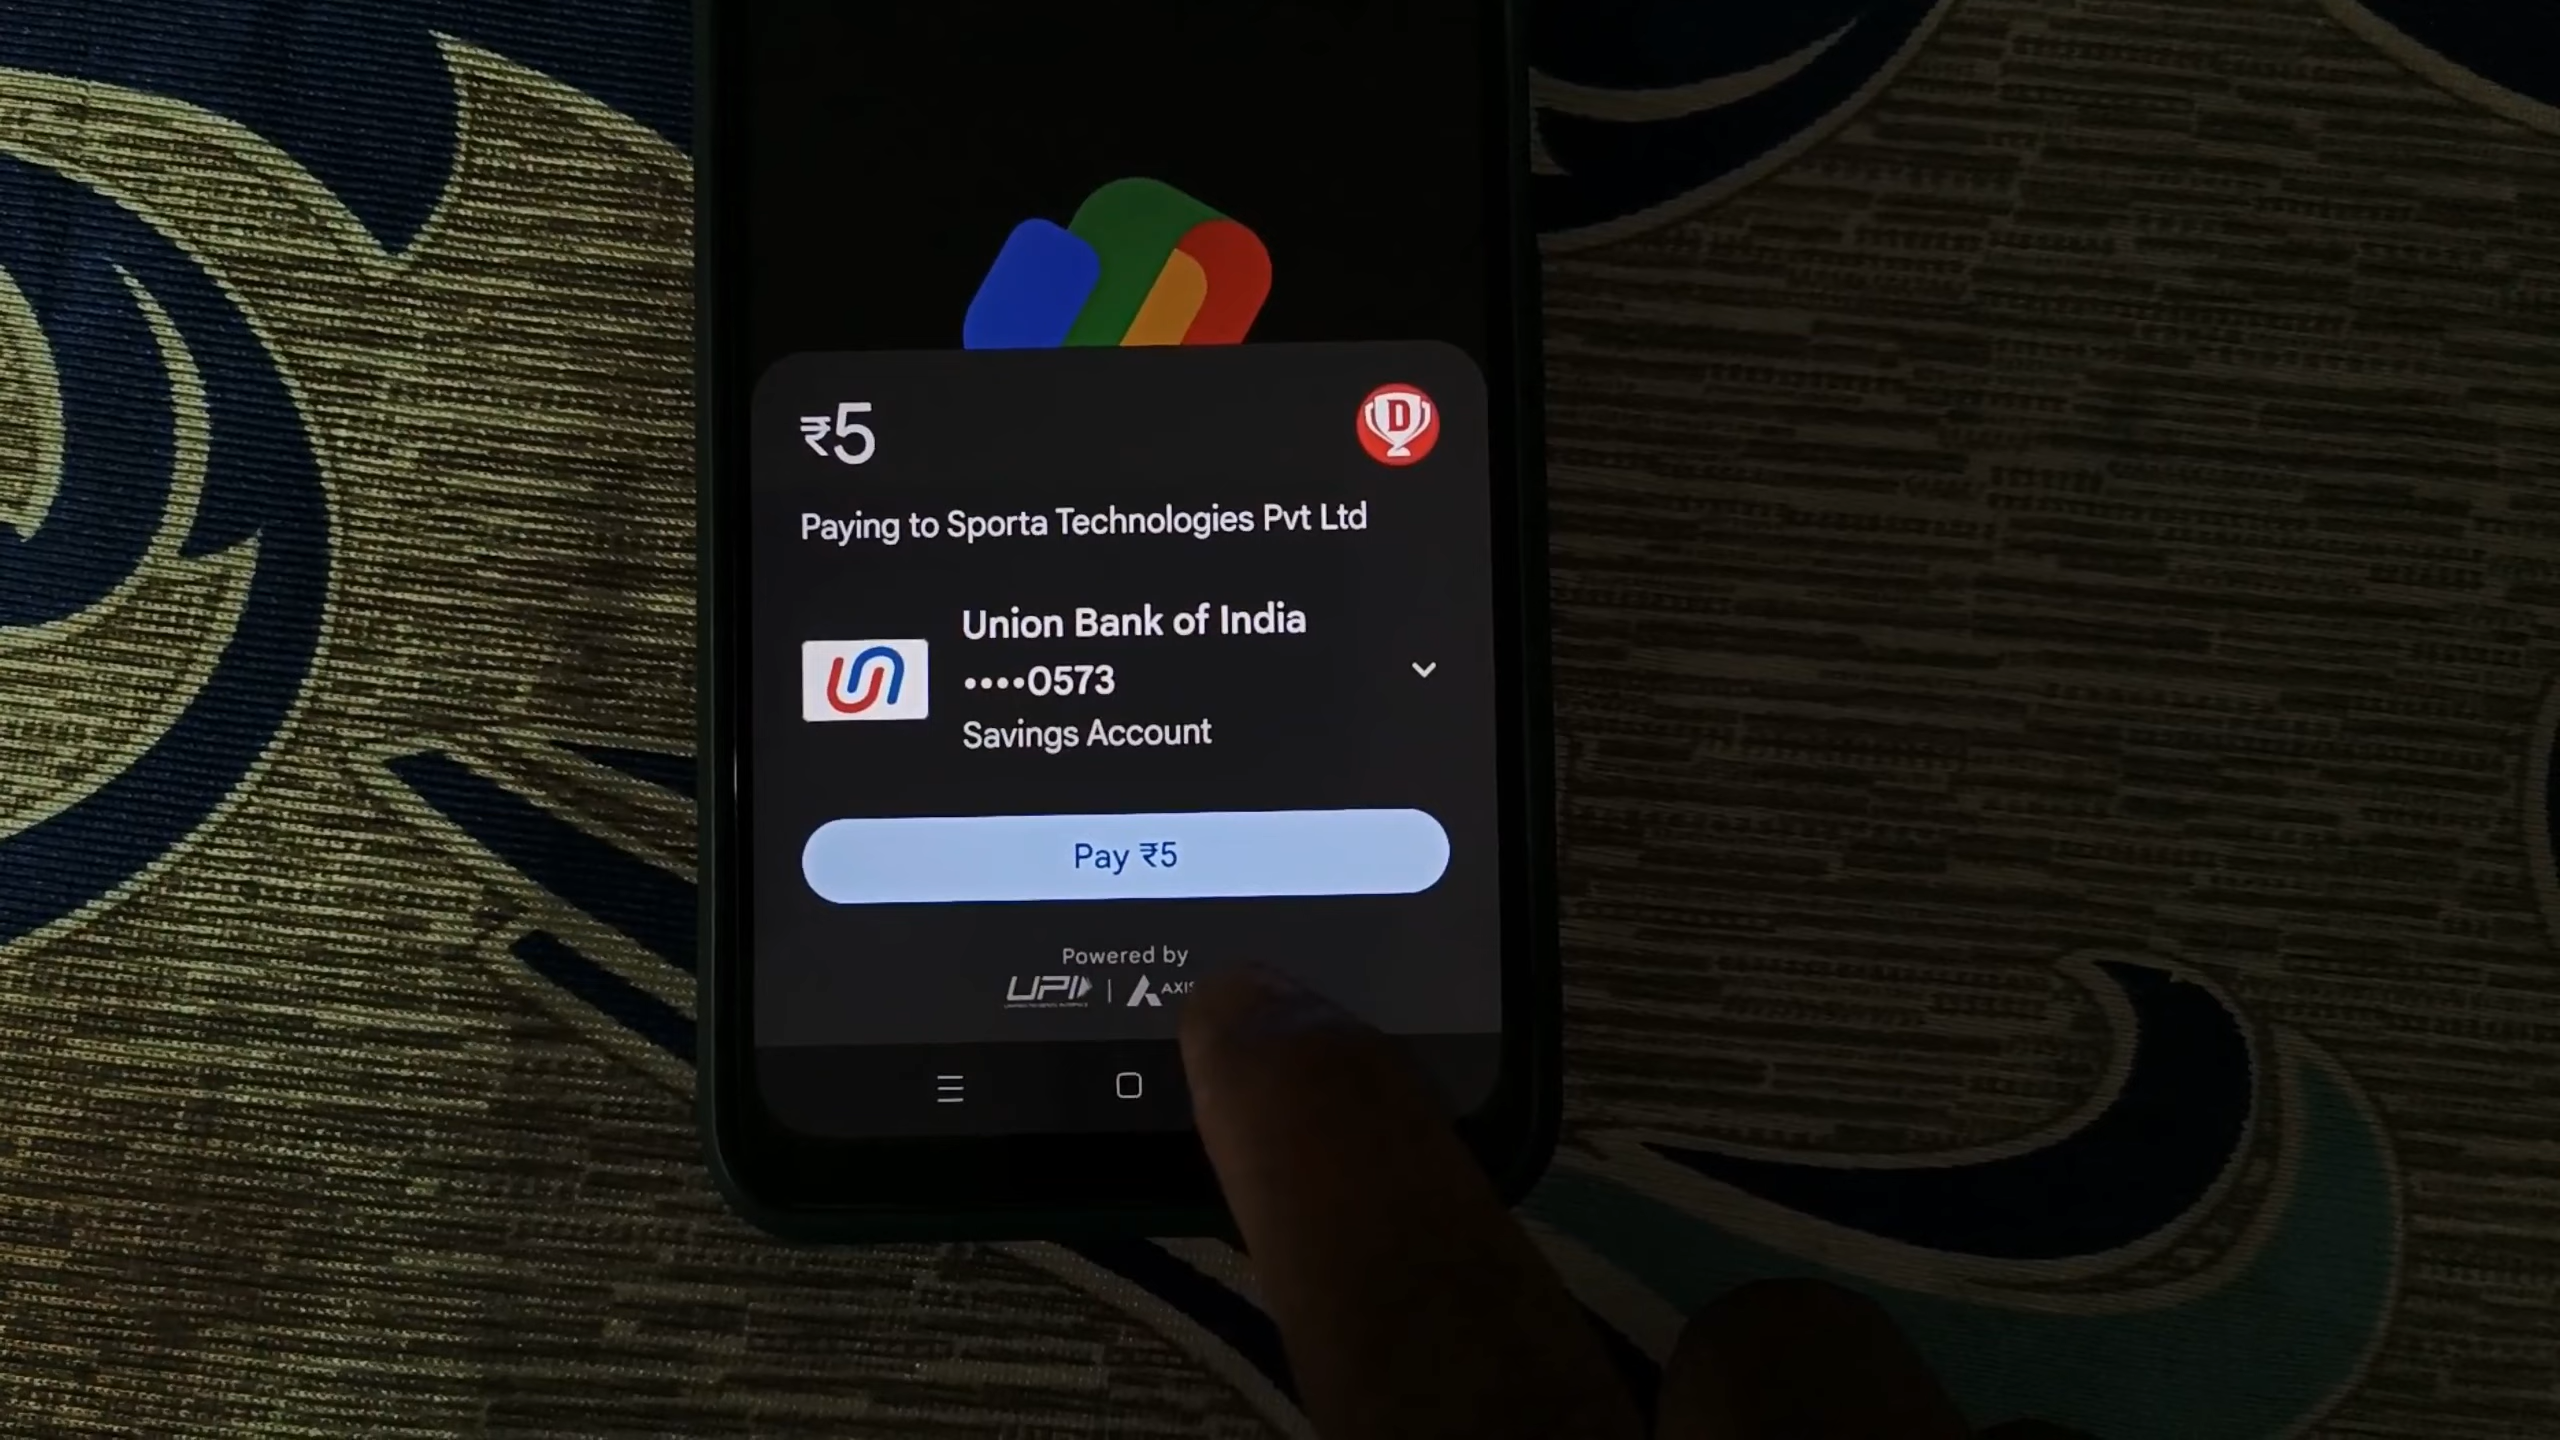 ₹5
D
Paying to Sporta Technologies Pvt Ltd
Union Bank of India
••••0573
Savings Account
Pay ₹5
Powered by
UPI | AXIS